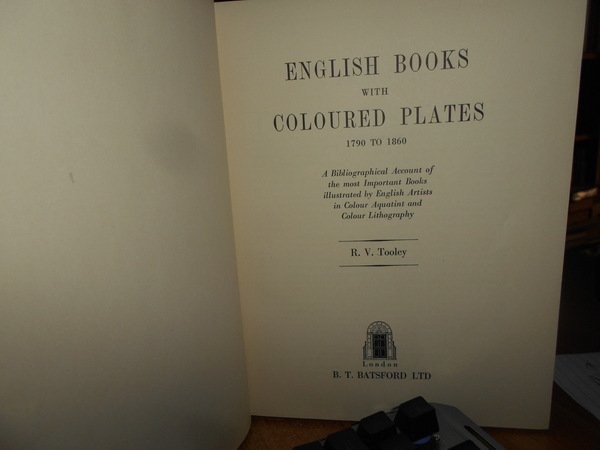 ENGLISH BOOKS
WITH
COLOURED PLATES
1790 TO 1860
A Bibliographical Account of
the most Important Books
illustrated by English Artists
in Colour Aquatint and
Colour Lithography
R. V. Tooley
London
B. T. BATSFORD LTD